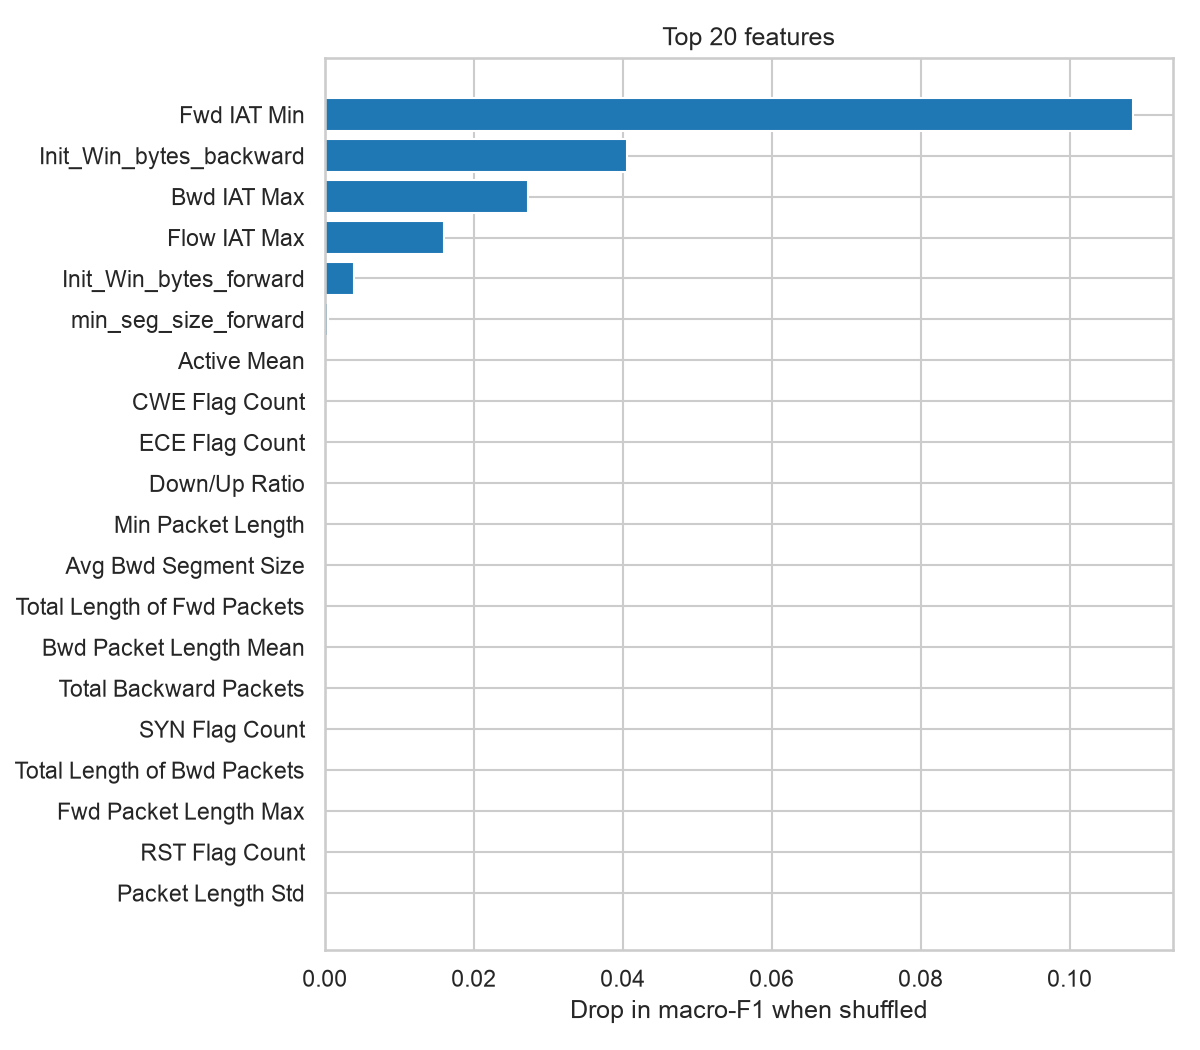 Top 20 features
Fwd IAT Min
Init_Win_bytes_backward
Bwd IAT Max
Flow IAT Max
Init_Win_bytes_forward
min_seg_size_forward
Active Mean
CWE Flag Count
ECE Flag Count
Down/Up Ratio
Min Packet Length
Avg Bwd Segment Size
Total Length of Fwd Packets
Bwd Packet Length Mean
Total Backward Packets
SYN Flag Count
Total Length of Bwd Packets
Fwd Packet Length Max
RST Flag Count
Packet Length Std
0.00 0.02 0.04 0.06 0.08 0.10
Drop in macro-F1 when shuffled